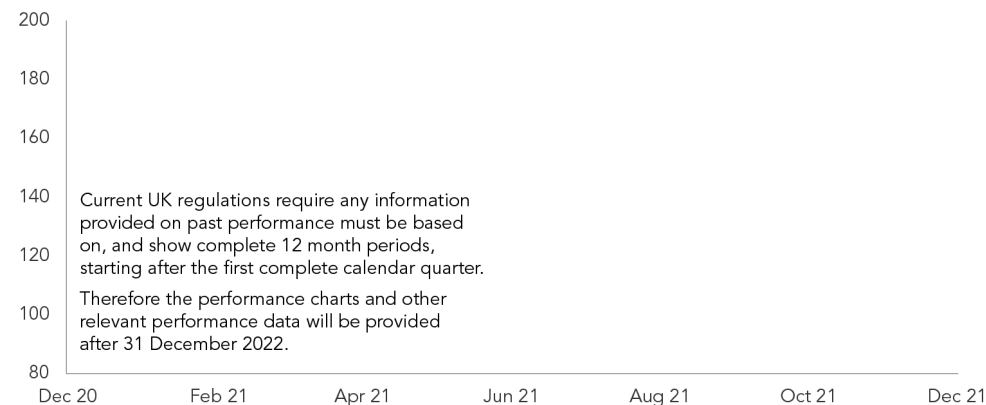 200
180
160
140
120
100
80
Current UK regulations require any information
provided on past performance must be based
on, and show complete 12 month periods,
starting after the first complete calendar quarter.
Therefore the performance charts and other
relevant performance data will be provided
after 31 December 2022.
Dec 20 Feb 21 Apr 21 Jun 21 Aug 21 Oct 21 Dec 21